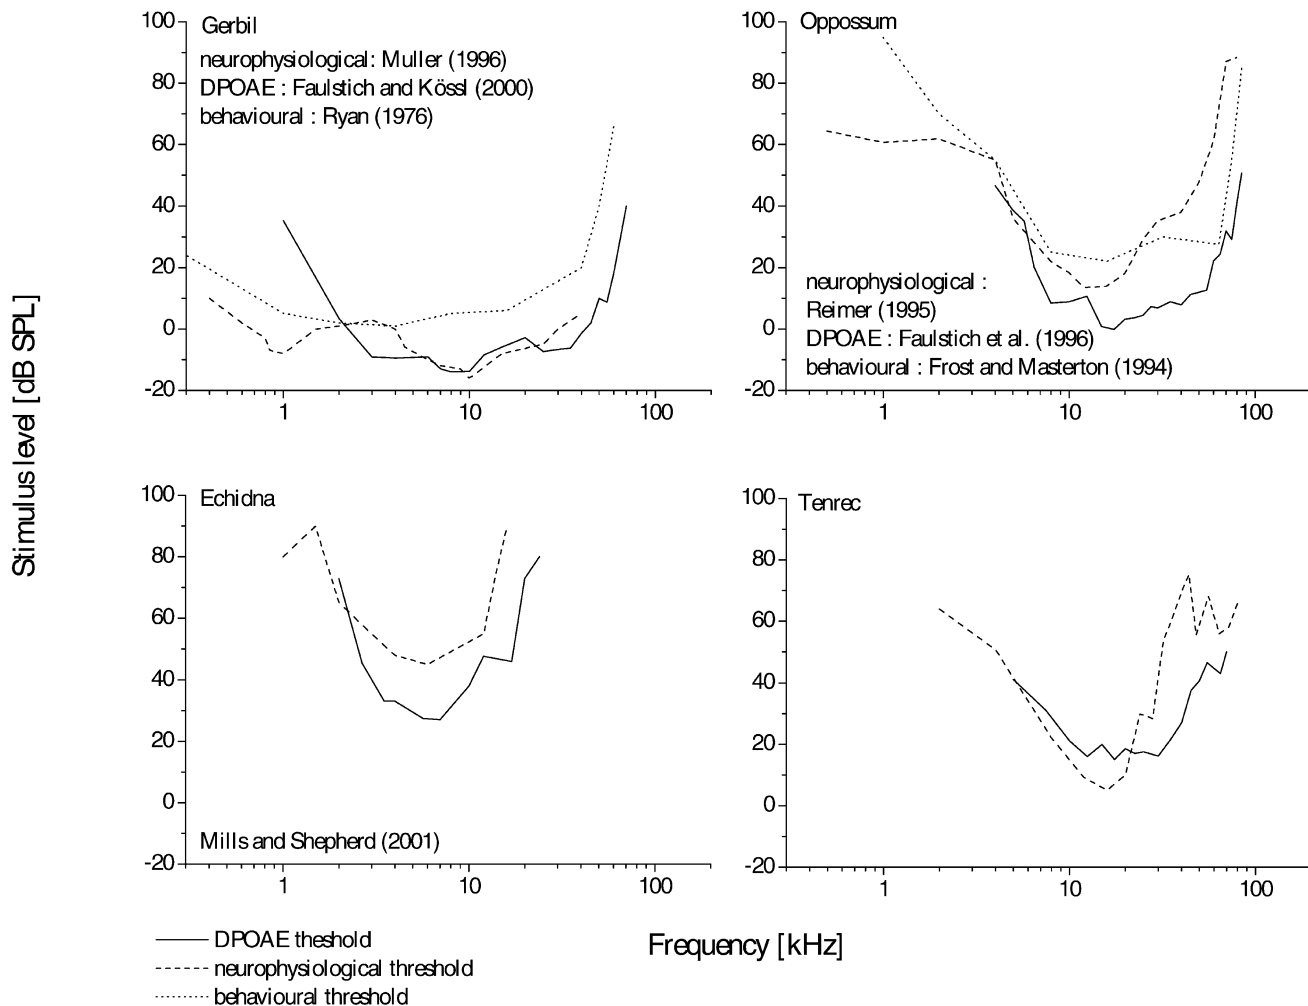 Gerbil
neurophysiological: Muller (1996)
DPOAE : Faulstich and Kössl (2000)
behavioural : Ryan (1976)
100
80
60
40
20
0
-20
1
10
100
Oppossum
100
80
60
40
20
0
-20
neurophysiological :
Reimer (1995)
DPOAE : Faulstich et al. (1996)
behavioural : Frost and Masterton (1994)
1
10
100
Stimulus level [dB SPL]
Echidna
100
80
60
40
20
0
-20
Mills and Shepherd (2001)
1
10
100
Tenrec
100
80
60
40
20
0
-20
1
10
100
Frequency [kHz]
DPOAE theshold
neurophysiological threshold
behavioural threshold